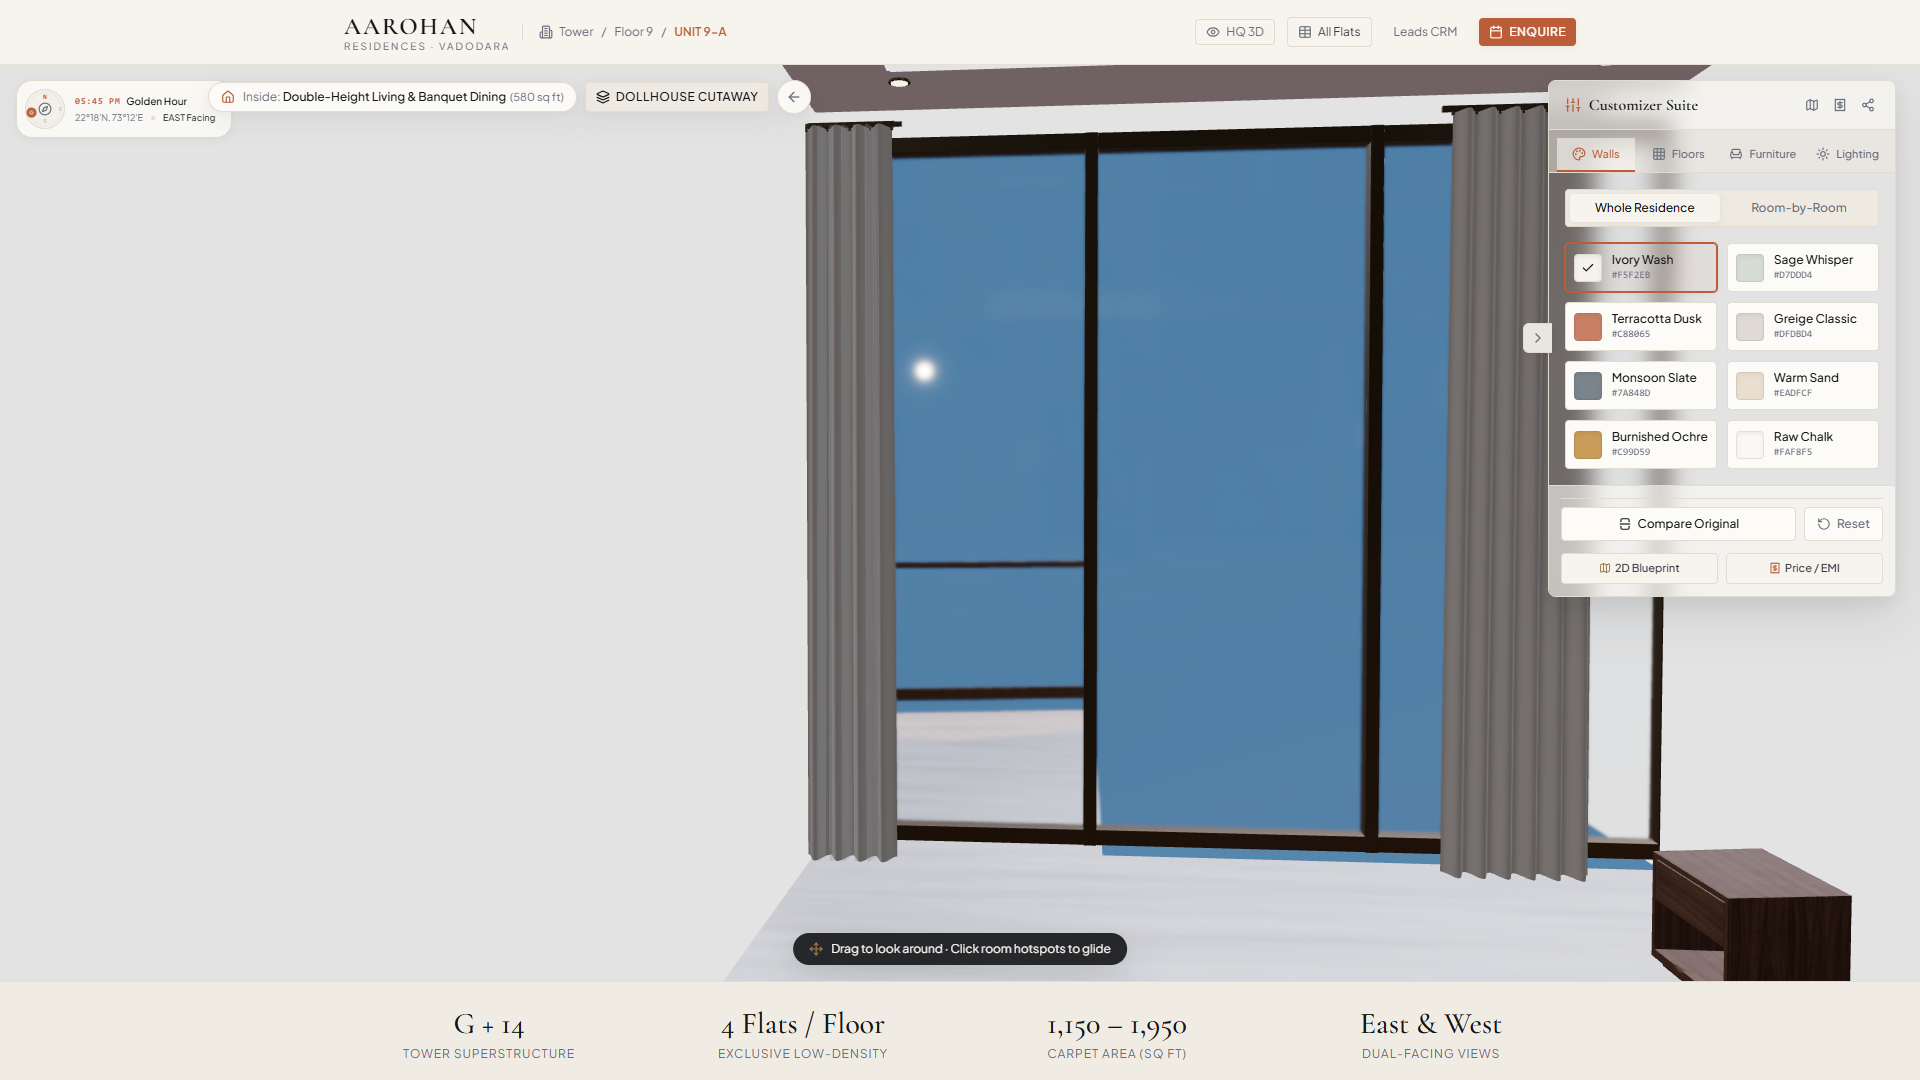 AAROHAN
RESIDENCES · VADODARA
Tower / Floor 9 / UNIT 9-A
HQ 3D
All Flats
Leads CRM
ENQUIRE
N
S
05:45 PM Golden Hour
22°18'N, 73°12'E EAST Facing
Inside: Double-Height Living & Banquet Dining (580 sq ft)
DOLLHOUSE CUTAWAY
Customizer Suite
Walls
Floors
Furniture
Lighting
Whole Residence
Room-by-Room
Ivory Wash
#F5F2EB
Sage Whisper
#D7DDD4
Terracotta Dusk
#C88065
Greige Classic
#DFDBD4
Monsoon Slate
#7A848D
Warm Sand
#EADFCF
Burnished Ochre
#C99D59
Raw Chalk
#FAF8F5
Compare Original
Reset
2D Blueprint
Price / EMI
Drag to look around · Click room hotspots to glide
G + 14
TOWER SUPERSTRUCTURE
4 Flats / Floor
EXCLUSIVE LOW-DENSITY
1,150 – 1,950
CARPET AREA (SQ FT)
East & West
DUAL-FACING VIEWS